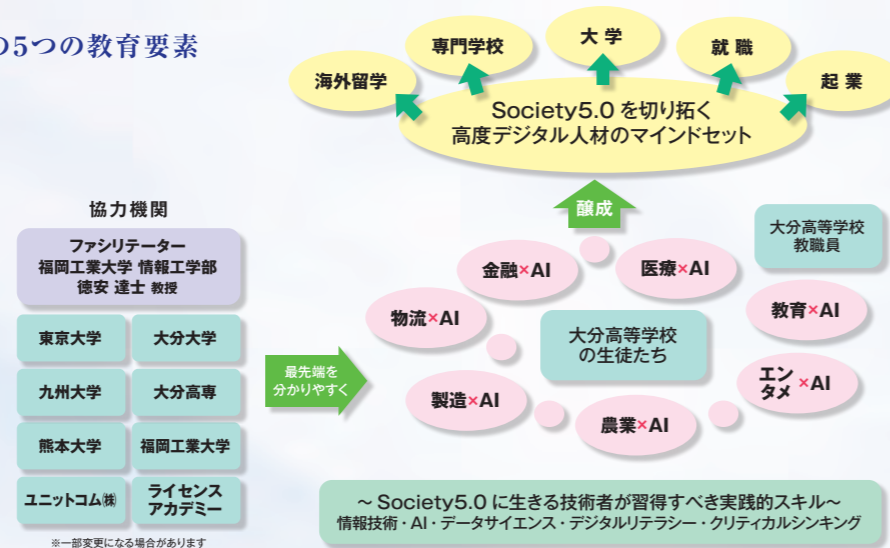 の5つの教育要素
海外留学
専門学校
大 学
就 職
起 業
Society5.0 を切り拓く
高度デジタル人材のマインドセット
醸成
協力機関
ファシリテーター
福岡工業大学 情報工学部
徳安 達士 教授
東京大学
大分大学
九州大学
大分高専
熊本大学
福岡工業大学
ユニットコム㈱
ライセンス
アカデミー
※一部変更になる場合があります
最先端を
分かりやすく
大分高等学校
教職員
金融×AI
医療×AI
物流×AI
教育×AI
大分高等学校
の生徒たち
製造×AI
エン
タメ ×AI
農業×AI
～ Society5.0 に生きる技術者が習得すべき実践的スキル～
情報技術・AI・データサイエンス・デジタルリテラシー・クリティカルシンキング